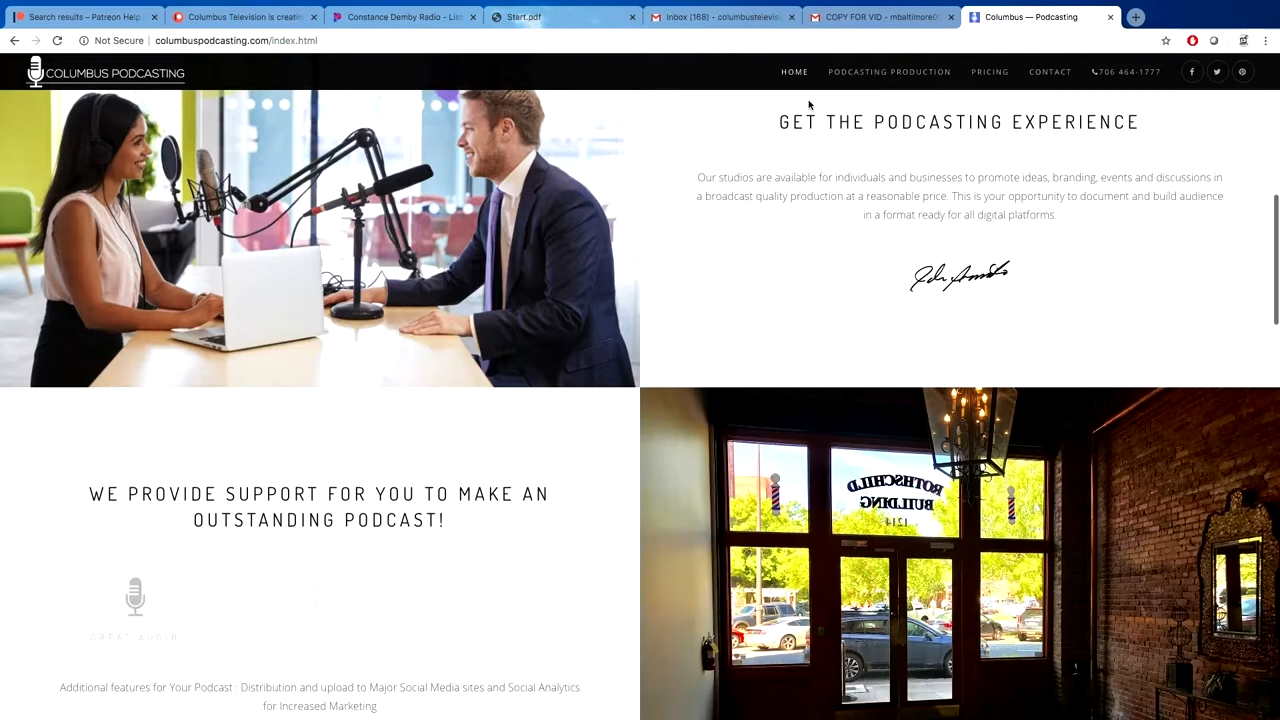 Search results – Patreon Help
Columbus Television is creatin
Constance Demby Radio - List
Start.pdf
Inbox (168) - columbustelevis
COPY FOR VID - mbaltimore0
Columbus — Podcasting
Not Secure
columbuspodcasting.com/index.html
COLUMBUS PODCASTING
HOME
PODCASTING PRODUCTION
PRICING
CONTACT
706 464-1777
GET THE PODCASTING EXPERIENCE
Our studios are available for individuals and businesses to promote ideas, branding, events and discussions in
a broadcast quality production at a reasonable price. This is your opportunity to document and build audience
in a format ready for all digital platforms.
WE PROVIDE SUPPORT FOR YOU TO MAKE AN
OUTSTANDING PODCAST!
GREAT AUDIO
Additional features for Your Podcast : Distribution and upload to Major Social Media sites and Social Analytics
for Increased Marketing
ROTHSCHILD
BUILDING
1214